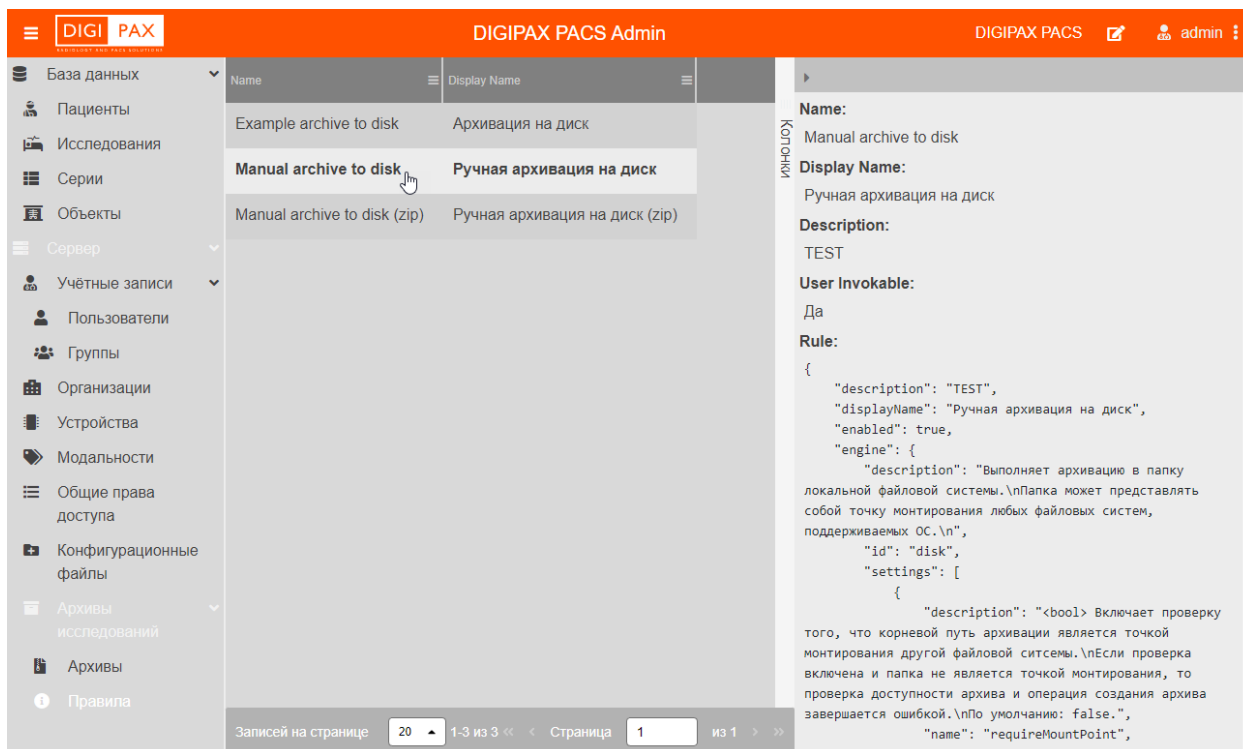 DIGI PAX
RADIOLOGY AND PACS SOLUTIONS
DIGIPAX PACS Admin
DIGIPAX PACS
admin
База данных
Пациенты
Исследования
Серии
Объекты
Сервер
Учётные записи
Пользователи
Группы
Организации
Устройства
Модальности
Общие права
доступа
Конфигурационные
файлы
Архивы
исследований
Архивы
Правила
Name Display Name
Example archive to disk Архивация на диск
Manual archive to disk Ручная архивация на диск
Manual archive to disk (zip) Ручная архивация на диск (zip)
Записей на странице 20 1-3 из 3 « ‹ Страница 1 из 1 › »
Колонки
Name:
Manual archive to disk
Display Name:
Ручная архивация на диск
Description:
TEST
User Invokable:
Да
Rule:
{
"description": "TEST",
"displayName": "Ручная архивация на диск",
"enabled": true,
"engine": {
"description": "Выполняет архивацию в папку
локальной файловой системы.\nПапка может представлять
собой точку монтирования любых файловых систем,
поддерживаемых ОС.\n",
"id": "disk",
"settings": [
{
"description": "<bool> Включает проверку
того, что корневой путь архивации является точкой
монтирования другой файловой ситсемы.\nЕсли проверка
включена и папка не является точкой монтирования, то
проверка доступности архива и операция создания архива
завершается ошибкой.\nПо умолчанию: false.",
"name": "requireMountPoint",